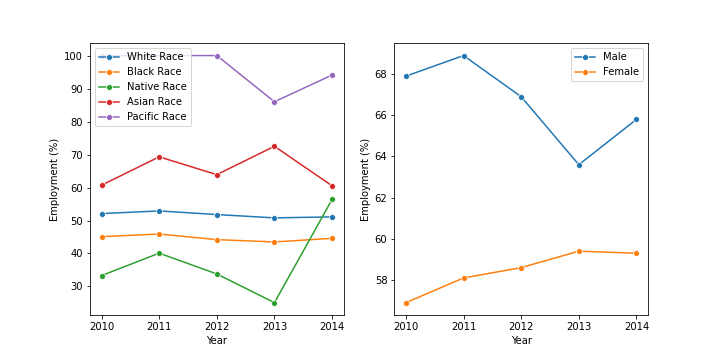 White Race
Black Race
Native Race
Asian Race
Pacific Race
100
90
80
70
60
50
40
30
Employment (%)
2010 2011 2012 2013 2014
Year
Male
Female
68
66
64
62
60
58
Employment (%)
2010 2011 2012 2013 2014
Year